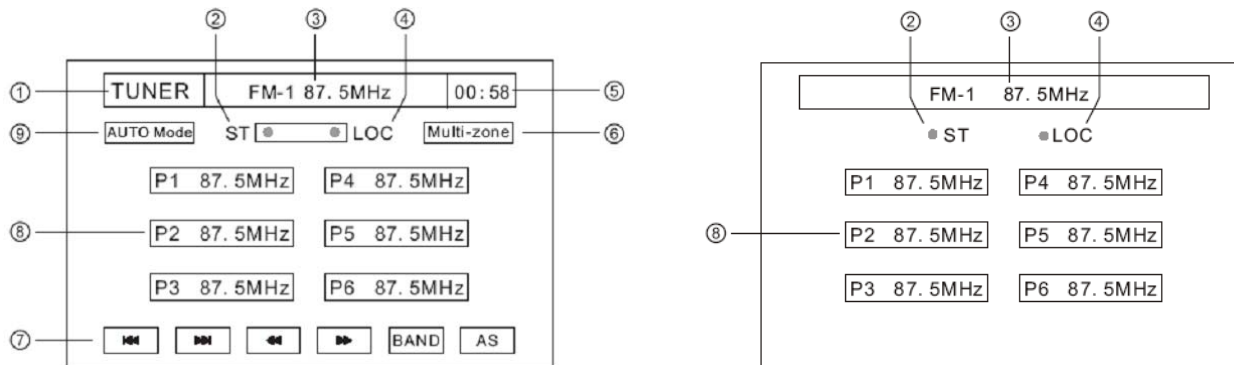 ② ③ ④
① TUNER FM-1 87.5MHz 00:58 ⑤
⑨ AUTO Mode ST LOC Multi-zone ⑥
P1 87.5MHz P4 87.5MHz
⑧ P2 87.5MHz P5 87.5MHz
P3 87.5MHz P6 87.5MHz
⑦ BAND AS
② ③ ④
FM-1 87.5MHz
ST LOC
P1 87.5MHz P4 87.5MHz
⑧ P2 87.5MHz P5 87.5MHz
P3 87.5MHz P6 87.5MHz